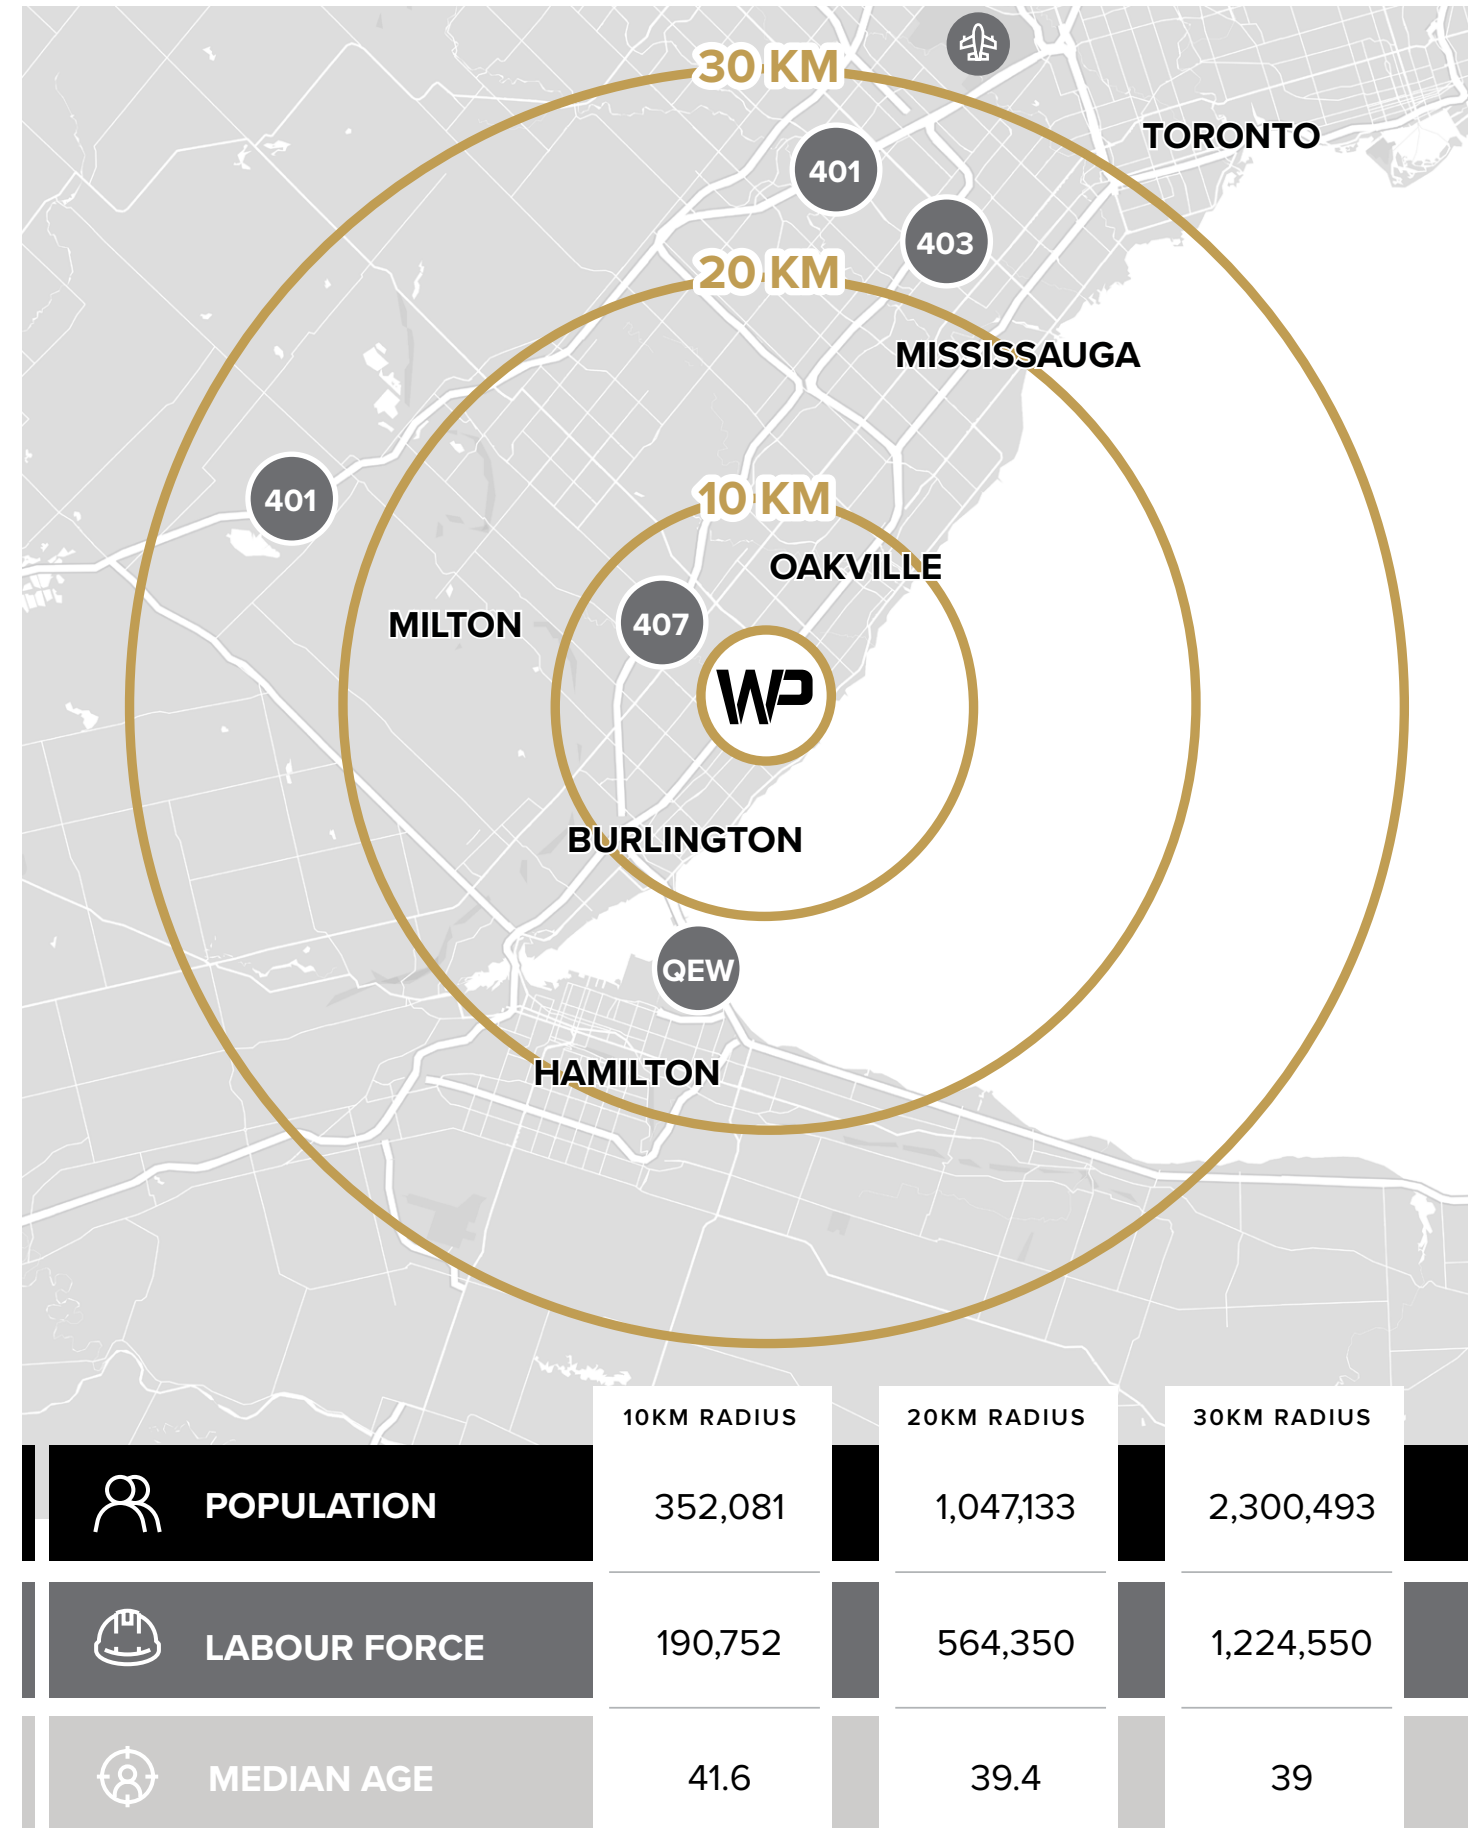 30 KM
TORONTO
401
403
20 KM
MISSISSAUGA
401
10 KM
OAKVILLE
MILTON
407
WP
BURLINGTON
QEW
HAMILTON
10KM RADIUS 20KM RADIUS 30KM RADIUS
POPULATION 352,081 1,047,133 2,300,493
LABOUR FORCE 190,752 564,350 1,224,550
MEDIAN AGE 41.6 39.4 39